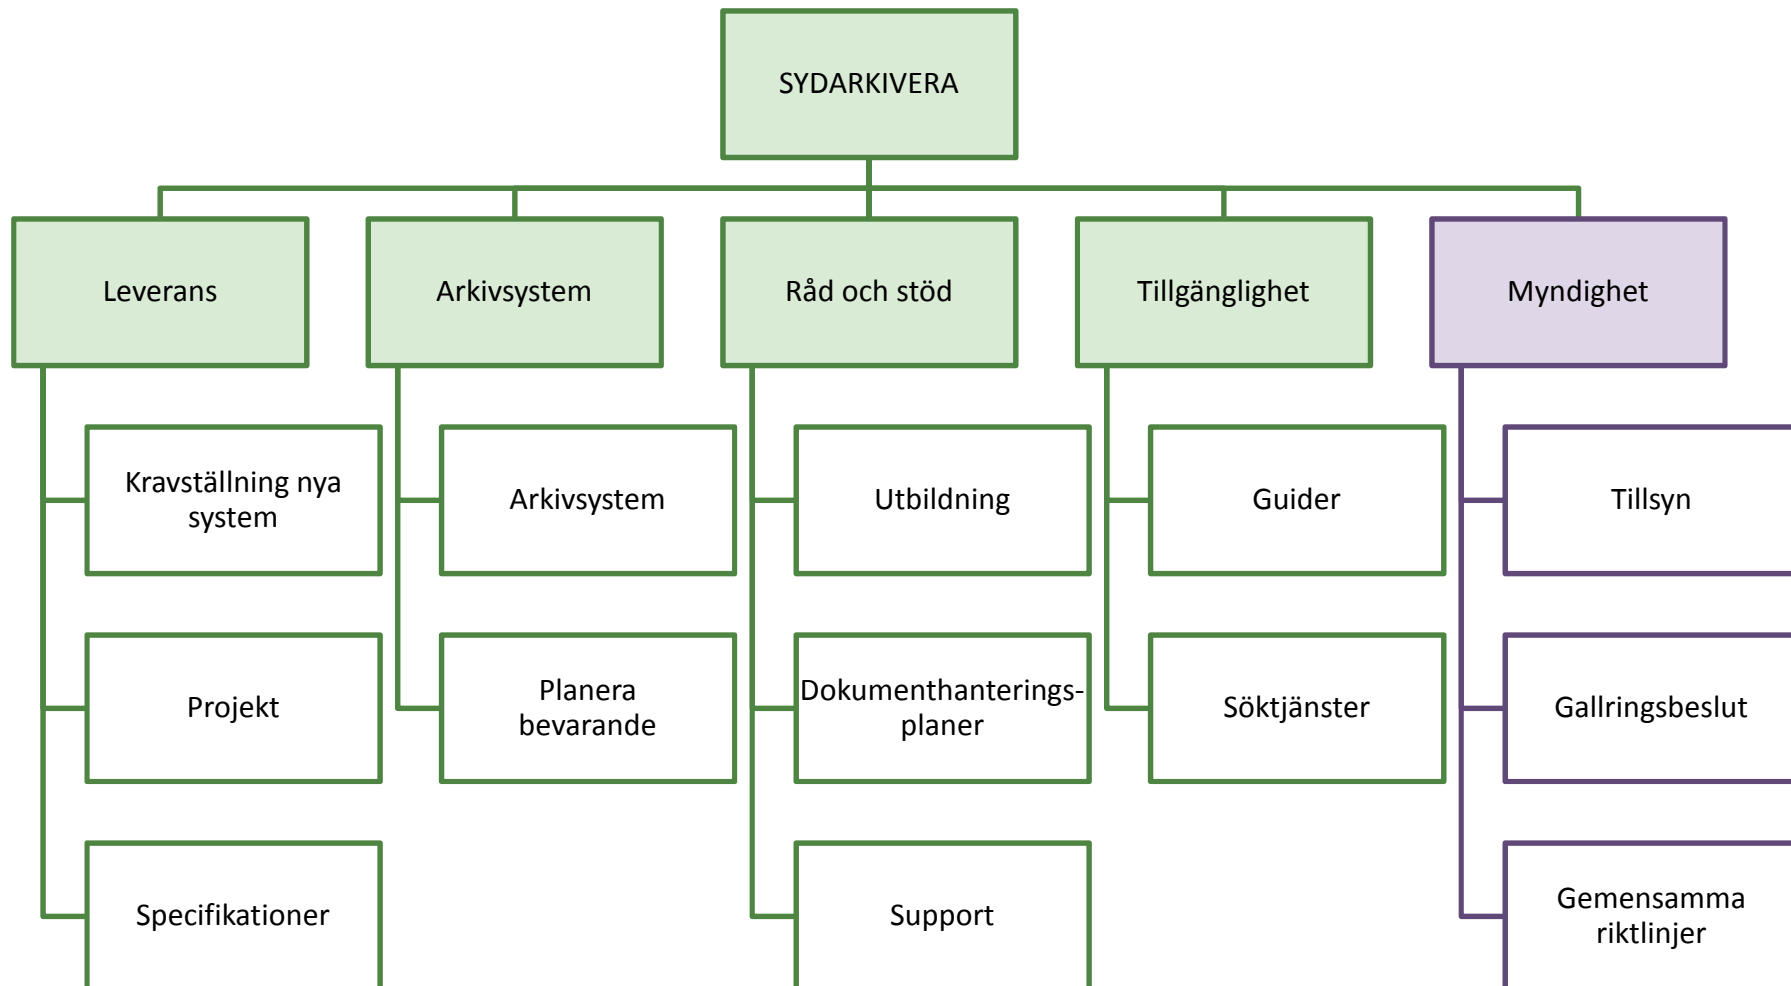 SYDARKIVERA
Leverans
Arkivsystem
Råd och stöd
Tillgänglighet
Myndighet
Kravställning nya
system
Arkivsystem
Utbildning
Guider
Tillsyn
Projekt
Planera
bevarande
Dokumenthanterings-
planer
Söktjänster
Gallringsbeslut
Specifikationer
Support
Gemensamma
riktlinjer